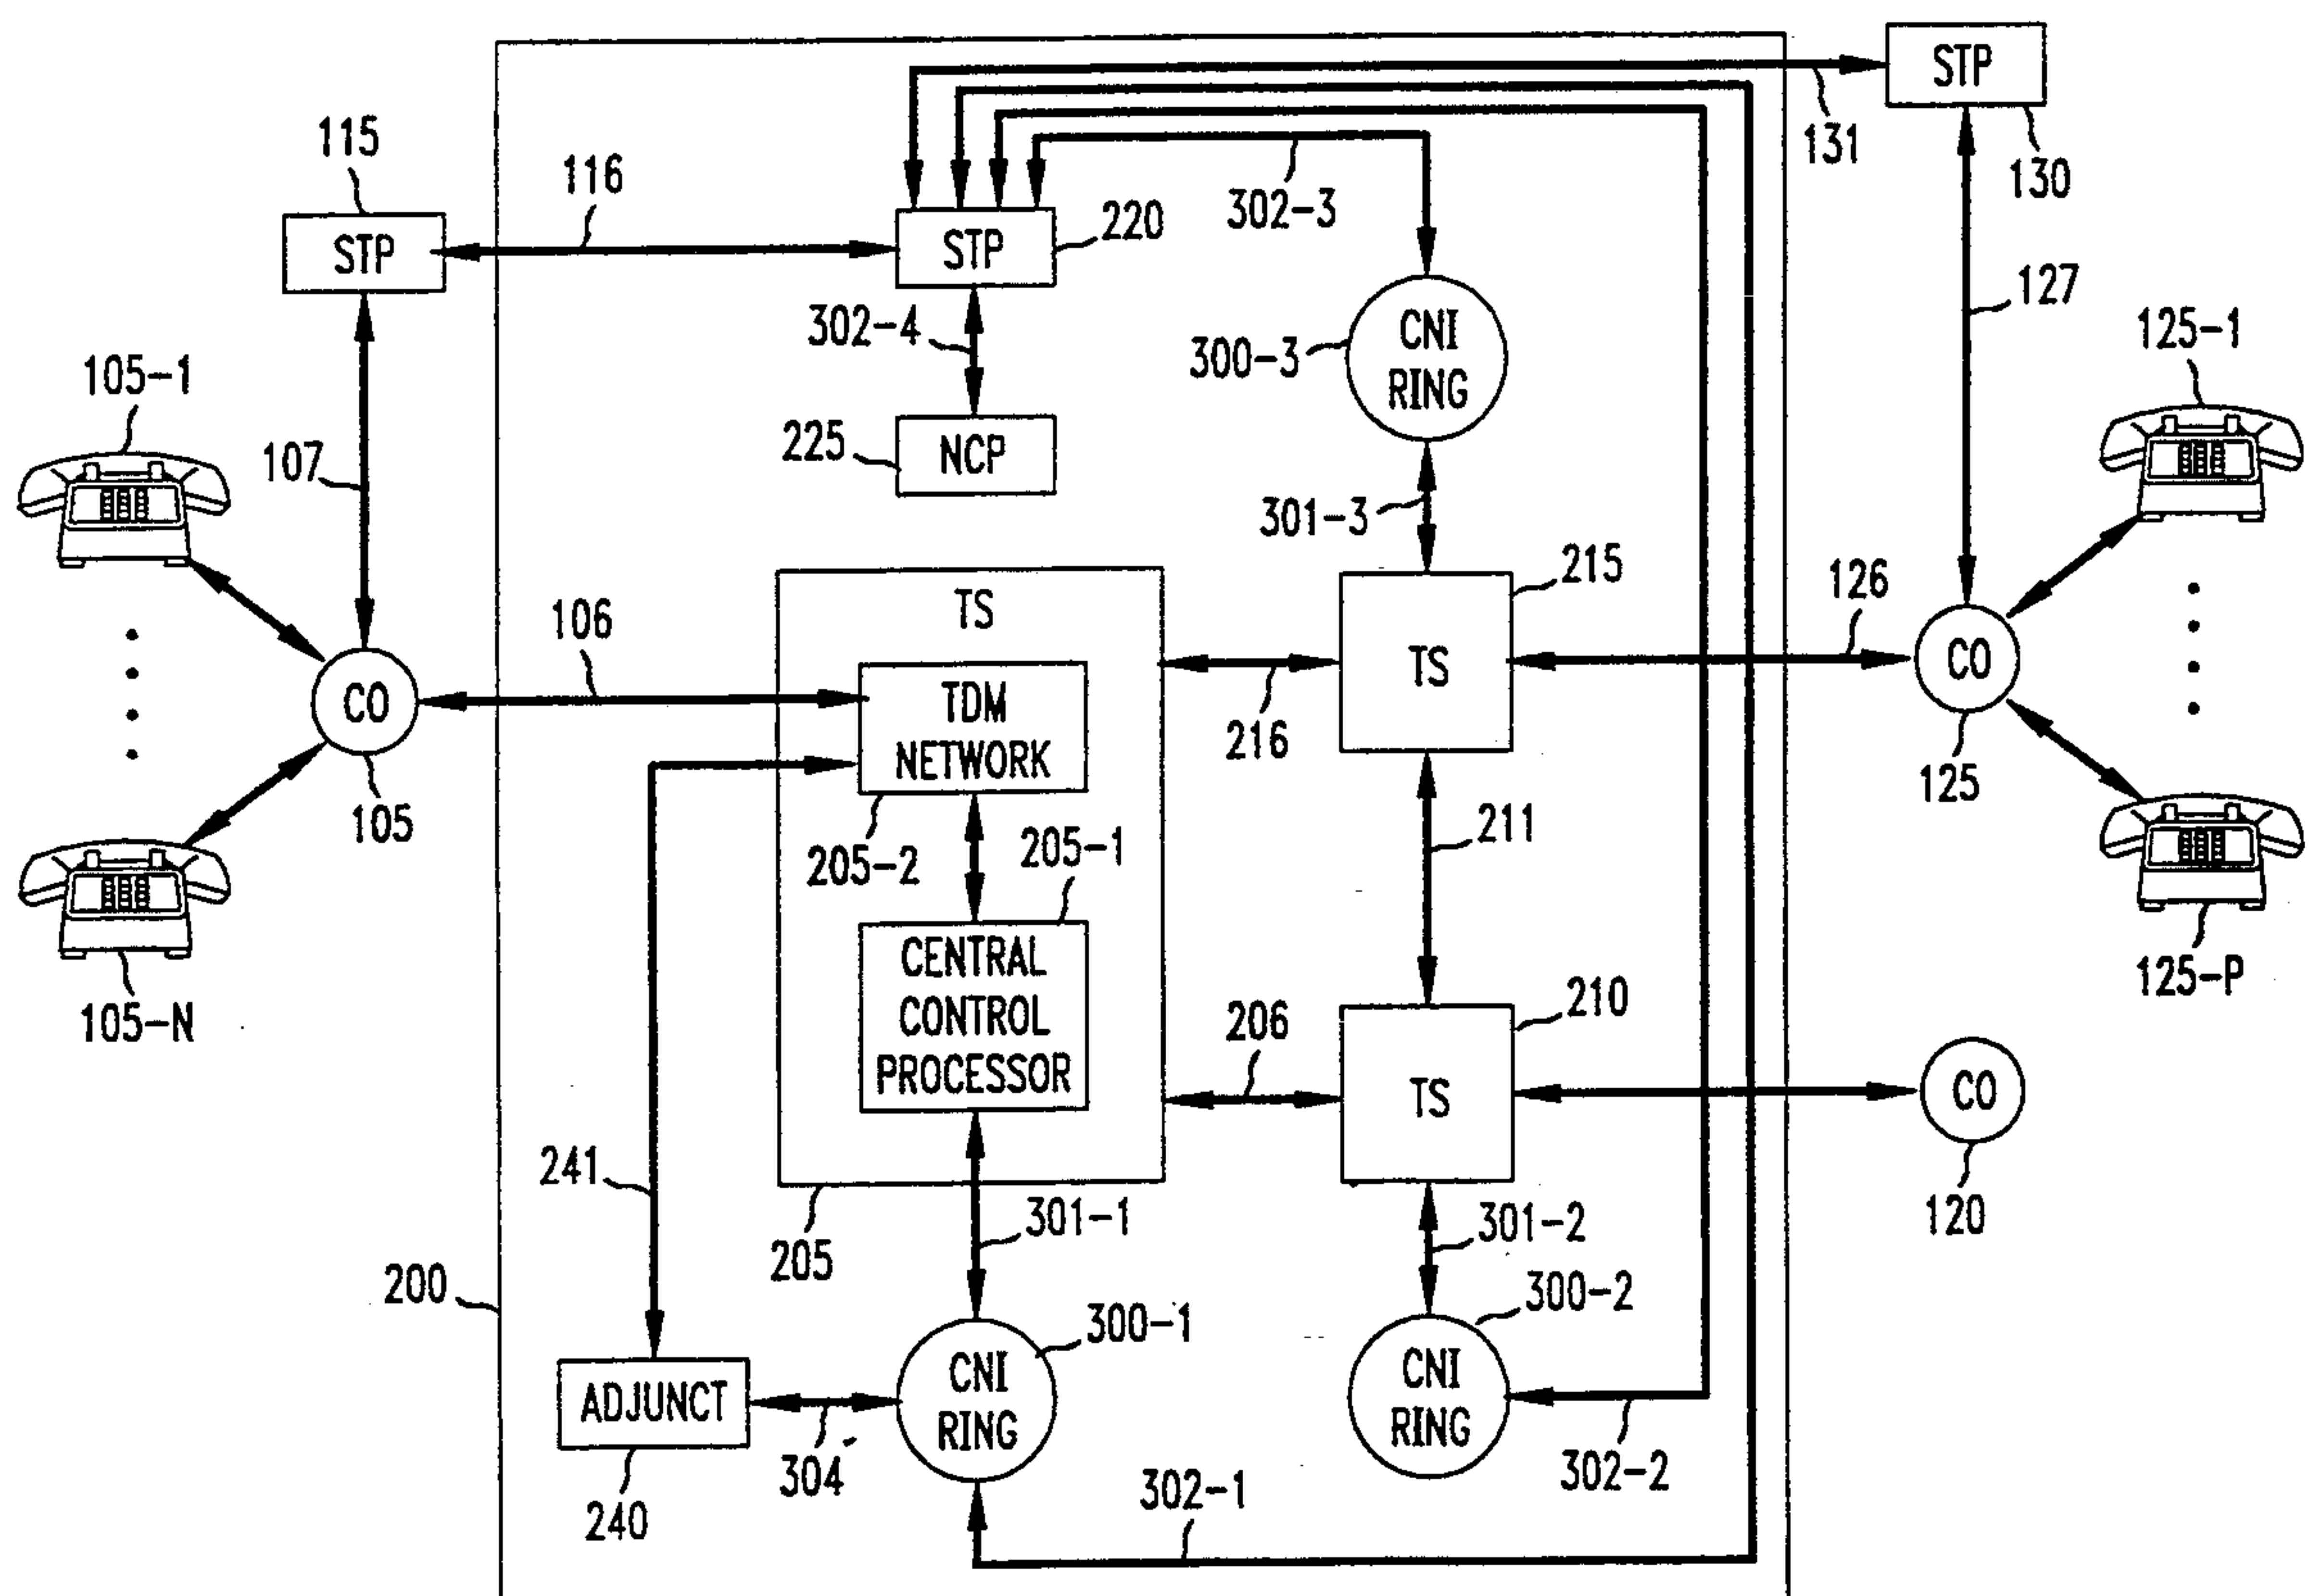 STP
131
130
115
116
302-3
220
STP
STP
302-4
127
105-1
CNI
RING
300-3
125-1
107
225
NCP
301-3
TS
215
106
126
CO
TDM
NETWORK
TS
CO
216
125
105
205-2
205-1
211
125-P
105-N
CENTRAL
CONTROL
PROCESSOR
206
210
TS
CO
241
301-1
301-2
120
200
205
300-1
300-2
ADJUNCT
CNI
RING
CNI
RING
304
302-1
302-2
240